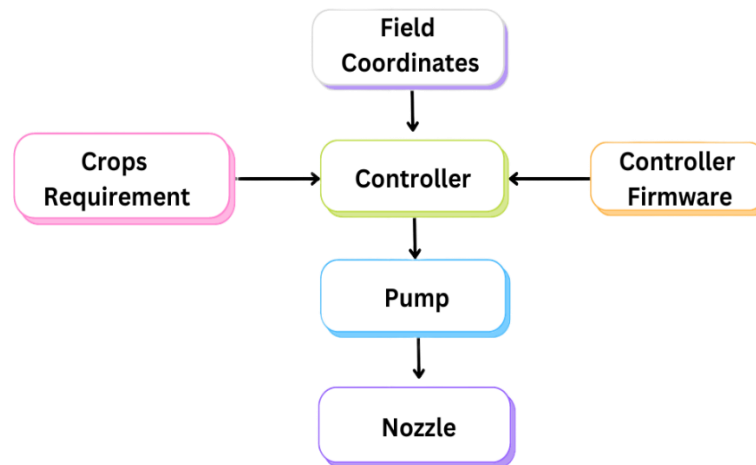 Field
Coordinates
Crops
Requirement
Controller
Controller
Firmware
Pump
Nozzle